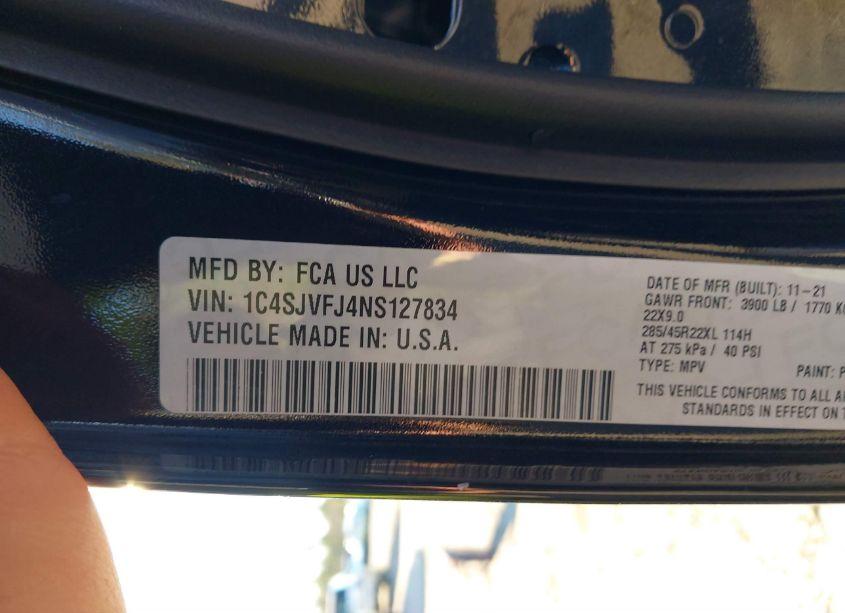 MFD BY: FCA US LLC
VIN: 1C4SJVFJ4NS127834
VEHICLE MADE IN: U.S.A.
DATE OF MFR (BUILT): 11-21
GAWR FRONT: 3900 LB / 1770 KG
22X9.0
285/45R22XL 114H
AT 275 kPa / 40 PSI
TYPE: MPV PAINT: P
THIS VEHICLE CONFORMS TO ALL
STANDARDS IN EFFECT ON